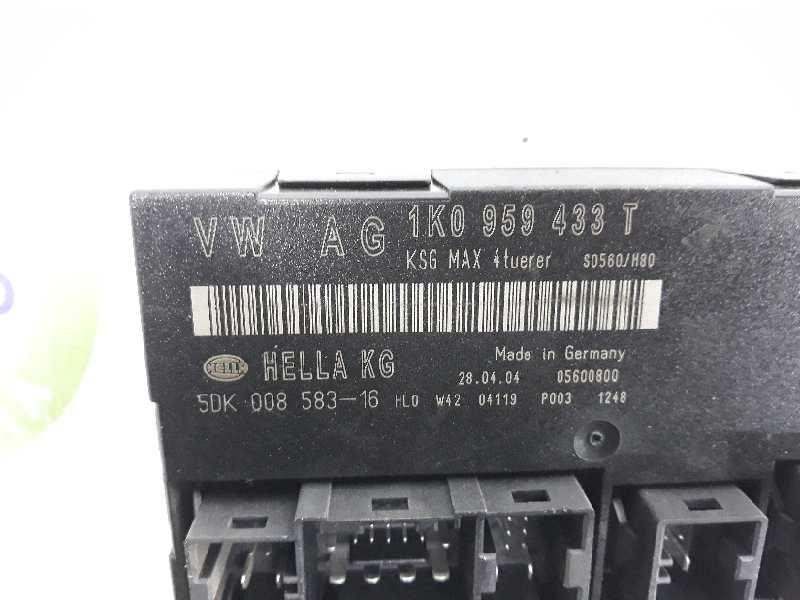 VW AG 1K0 959 433 T
KSG MAX 4tuerer SD560/H80
HELLA HELLA KG Made in Germany
28.04.04 05600800
5DK 008 583-16 HLO W42 04119 P003 1248